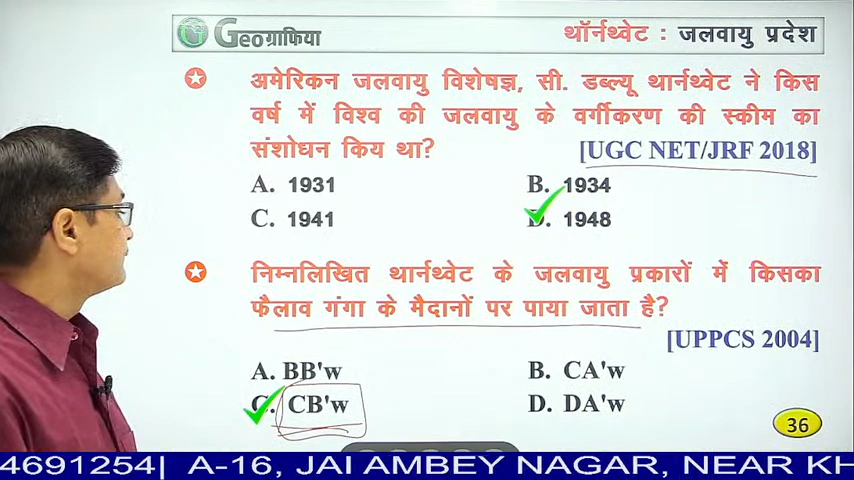 Geoग्राफिया
थॉर्नथ्वेट : जलवायु प्रदेश
अमेरिकन जलवायु विशेषज्ञ, सी. डब्ल्यू थार्नथ्वेट ने किस
वर्ष में विश्व की जलवायु के वर्गीकरण की स्कीम का
संशोधन किय था? [UGC NET/JRF 2018]
A. 1931 B. 1934
C. 1941 D. 1948
निम्नलिखित थार्नथ्वेट के जलवायु प्रकारों में किसका
फैलाव गंगा के मैदानों पर पाया जाता है?
[UPPCS 2004]
A. BB'w B. CA'w
C. CB'w D. DA'w
36
4691254| A-16, JAI AMBEY NAGAR, NEAR KH